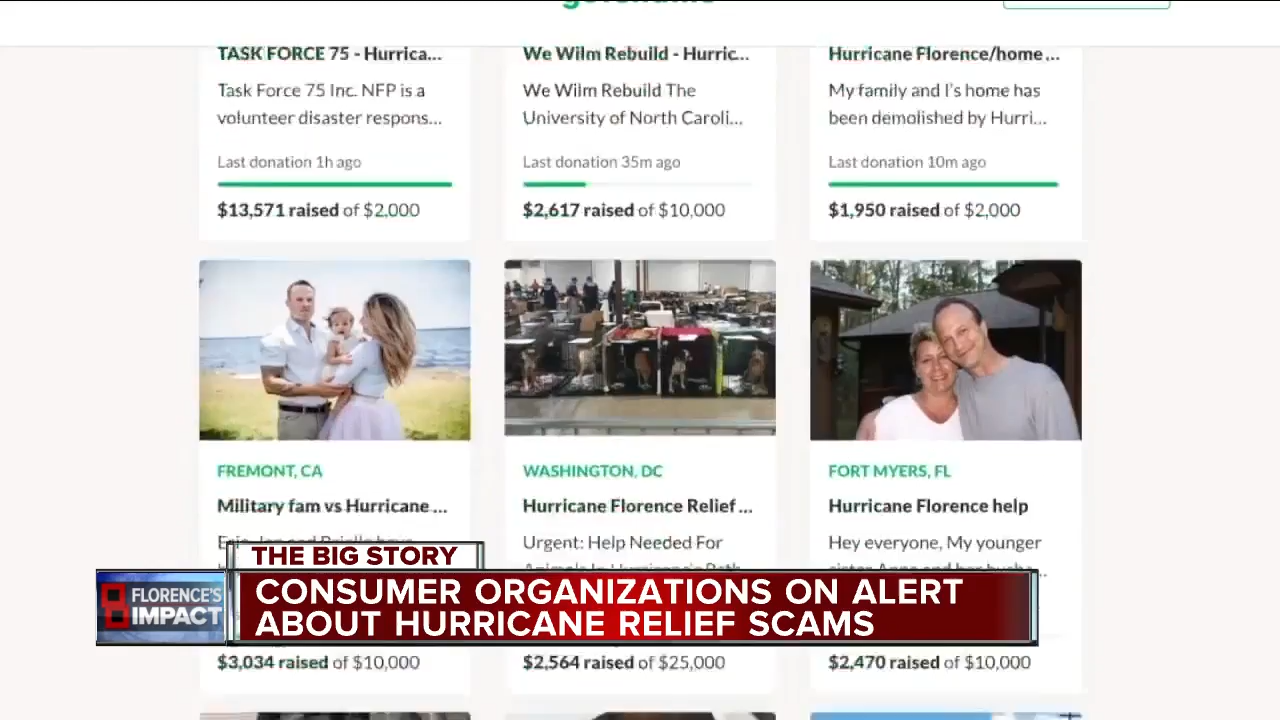 TASK FORCE 75 - Hurrica...
Task Force 75 Inc. NFP is a
volunteer disaster respons...
Last donation 1h ago
$13,571 raised of $2,000
We Wilm Rebuild - Hurric...
We Wilm Rebuild The
University of North Caroli...
Last donation 35m ago
$2,617 raised of $10,000
Hurricane Florence/home ...
My family and I's home has
been demolished by Hurri...
Last donation 10m ago
$1,950 raised of $2,000
FREMONT, CA
Military fam vs Hurricane ...
$3,034 raised of $10,000
WASHINGTON, DC
Hurricane Florence Relief ...
Urgent: Help Needed For
$2,564 raised of $25,000
FORT MYERS, FL
Hurricane Florence help
Hey everyone, My younger
$2,470 raised of $10,000
THE BIG STORY
8 FLORENCE'S
IMPACT
CONSUMER ORGANIZATIONS ON ALERT
ABOUT HURRICANE RELIEF SCAMS